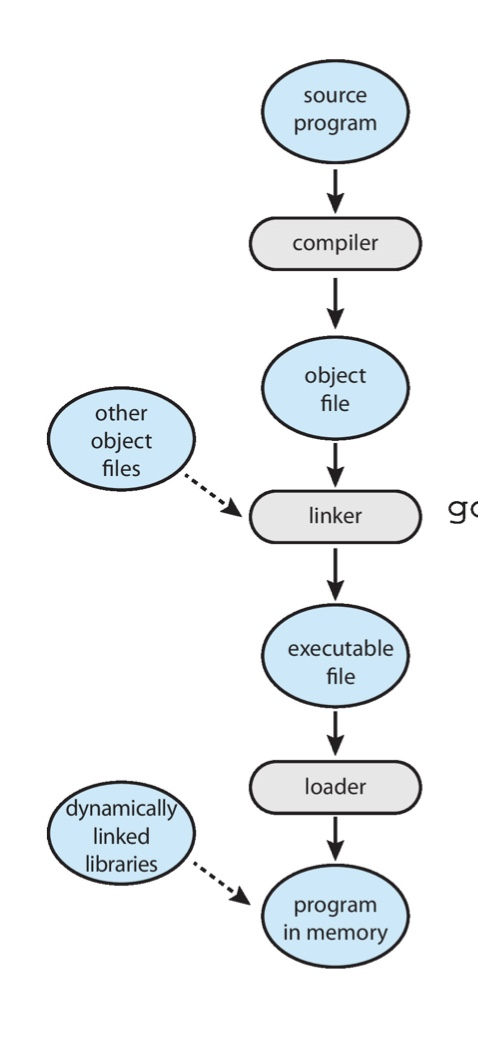 source
program
compiler
object
file
other
object
files
linker
executable
file
loader
dynamically
linked
libraries
program
in memory